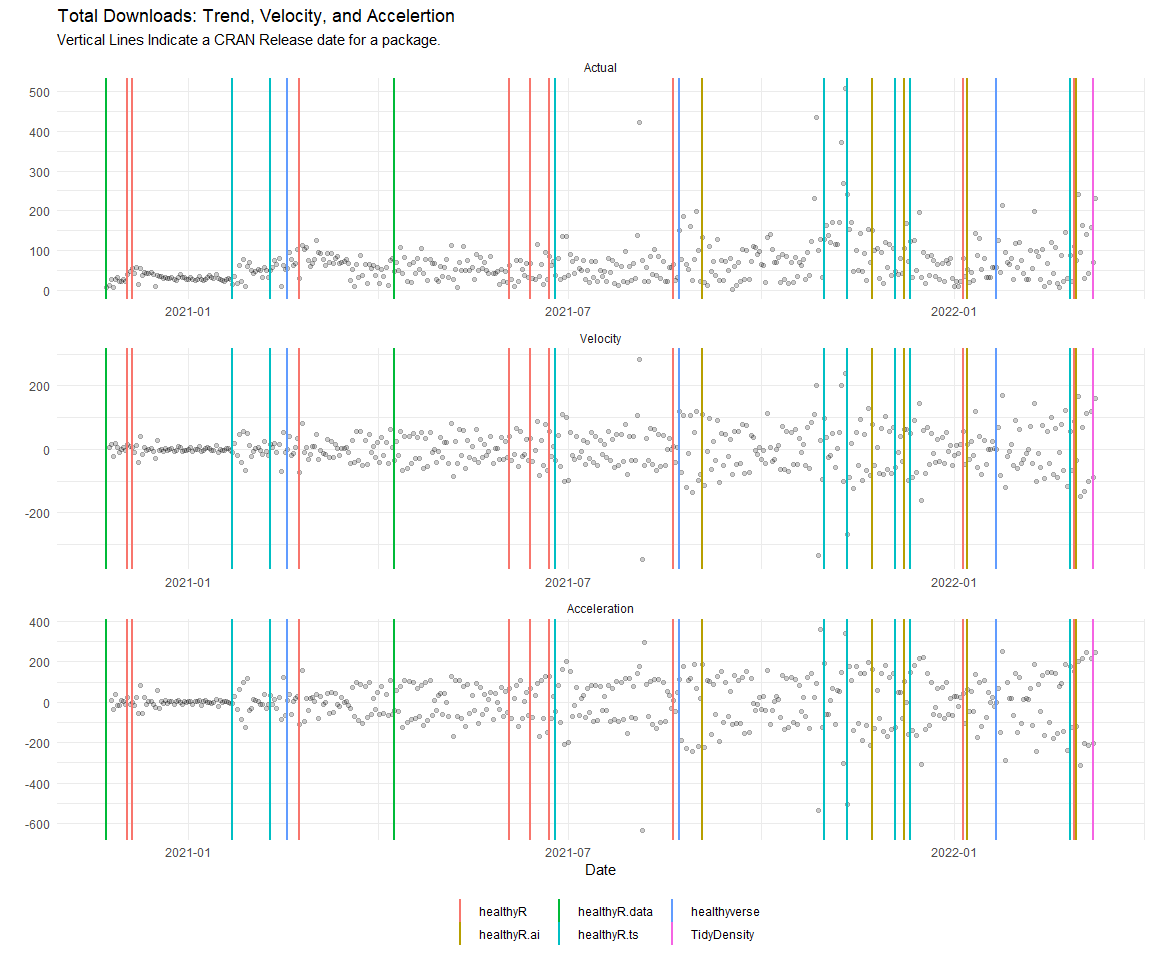 Total Downloads: Trend, Velocity, and Accelertion
Vertical Lines Indicate a CRAN Release date for a package.
Actual
500
400
300
200
100
0
2021-01 2021-07 2022-01
Velocity
200
0
-200
2021-01 2021-07 2022-01
Acceleration
400
200
0
-200
-400
-600
2021-01 2021-07 2022-01
Date
healthyR healthyR.data healthyverse
healthyR.ai healthyR.ts TidyDensity